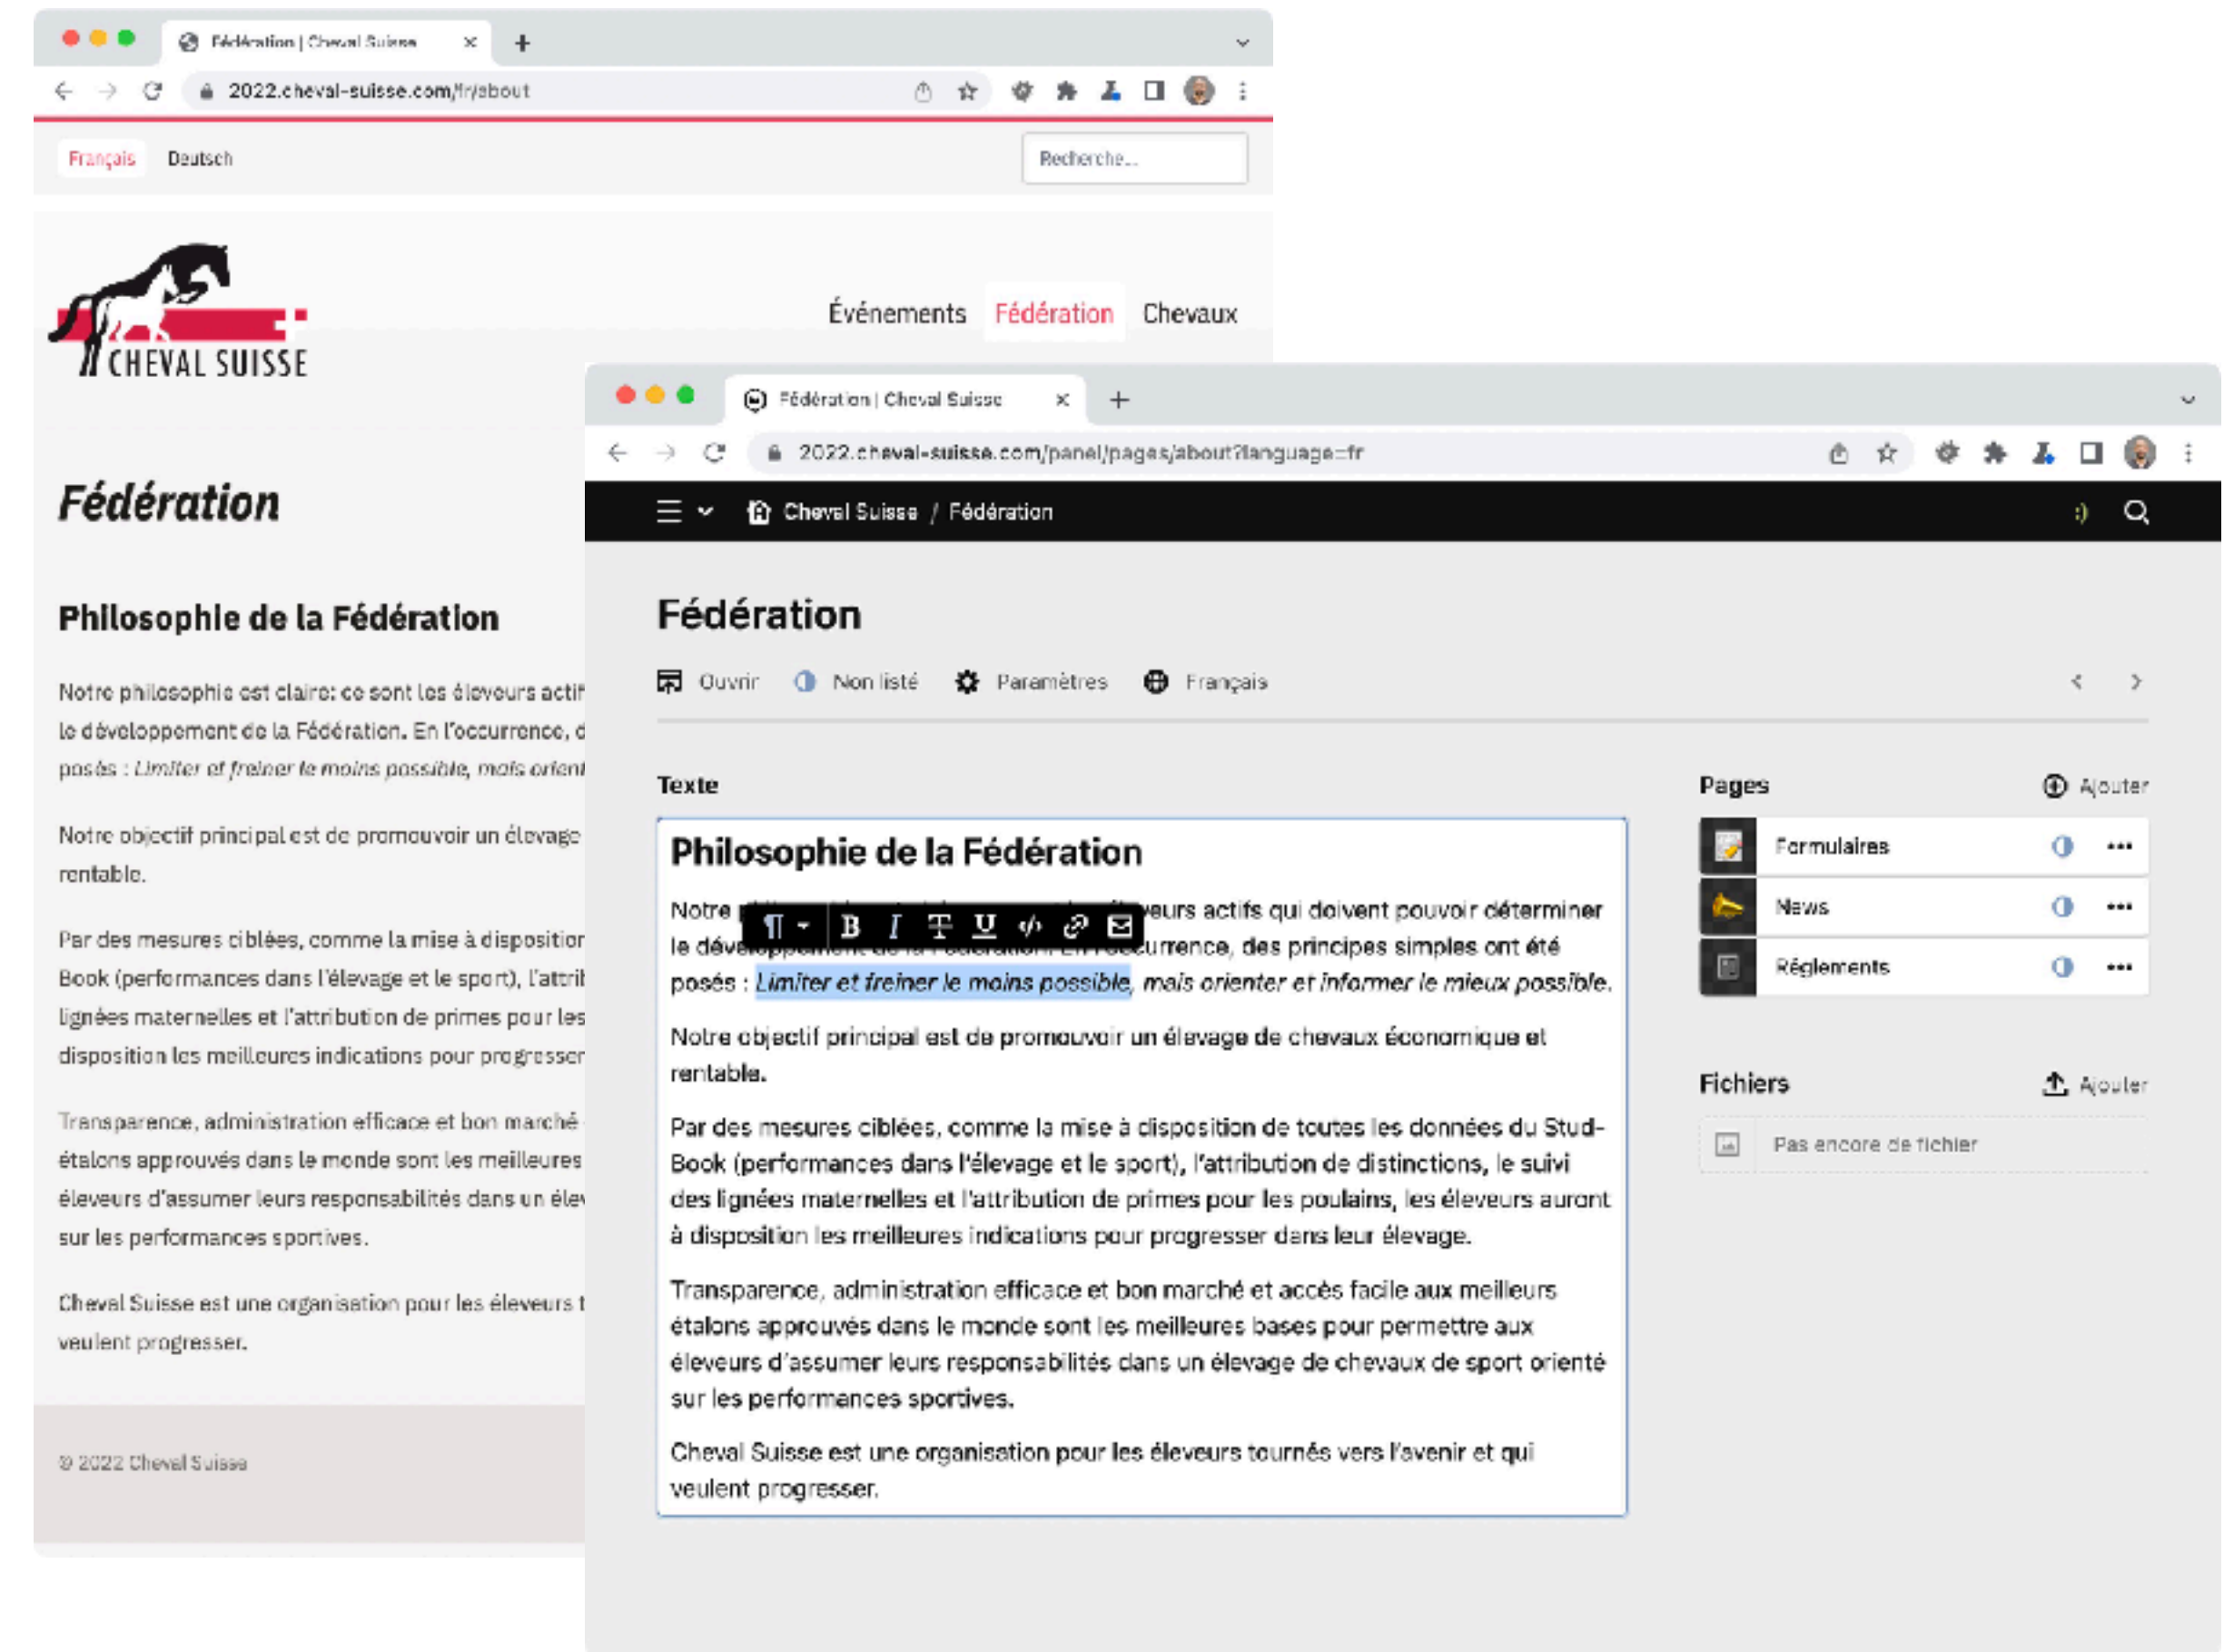 Fédération | Cheval Suisse
2022.cheval-suisse.com/fr/about
Français Deutsch
Recherche...
CHEVAL SUISSE
Événements Fédération Chevaux
Fédération
Philosophie de la Fédération
Notre philosophie est claire: ce sont les éleveurs actif
le développement de la Fédération. En l'occurrence, d
posés : Limiter et freiner le moins possible, mais orient
Notre objectif principal est de promouvoir un élevage
rentable.
Par des mesures ciblées, comme la mise à disposition
Book (performances dans l'élevage et le sport), l'attrib
lignées maternelles et l'attribution de primes pour les
disposition les meilleures indications pour progresser
Transparence, administration efficace et bon marché
étalons approuvés dans le monde sont les meilleures
éleveurs d'assumer leurs responsabilités dans un élev
sur les performances sportives.
Cheval Suisse est une organisation pour les éleveurs t
veulent progresser.
© 2022 Cheval Suisse
Fédération | Cheval Suisse
2022.cheval-suisse.com/panel/pages/about?language=fr
Cheval Suisse / Fédération
:)
Fédération
Ouvrir Non listé Paramètres Français
Texte
Philosophie de la Fédération
Notre veurs actifs qui doivent pouvoir déterminer
B I T U
le développement de la Fédération. En l'occurrence, des principes simples ont été
posés : Limiter et freiner le moins possible, mais orienter et informer le mieux possible.
Notre objectif principal est de promouvoir un élevage de chevaux économique et
rentable.
Par des mesures ciblées, comme la mise à disposition de toutes les données du Stud-
Book (performances dans l'élevage et le sport), l'attribution de distinctions, le suivi
des lignées maternelles et l'attribution de primes pour les poulains, les éleveurs auront
à disposition les meilleures indications pour progresser dans leur élevage.
Transparence, administration efficace et bon marché et accès facile aux meilleurs
étalons approuvés dans le monde sont les meilleures bases pour permettre aux
éleveurs d'assumer leurs responsabilités dans un élevage de chevaux de sport orienté
sur les performances sportives.
Cheval Suisse est une organisation pour les éleveurs tournés vers l'avenir et qui
veulent progresser.
Pages Ajouter
Formulaires
News
Réglements
Fichiers Ajouter
Pas encore de fichier